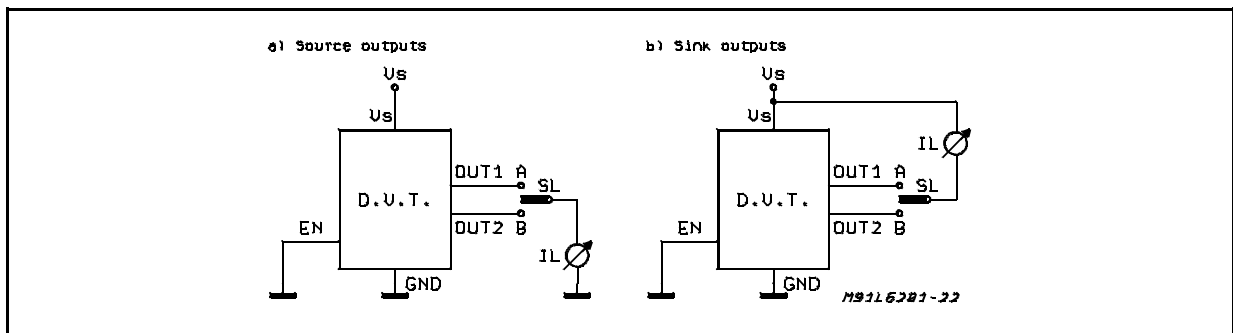 a) Source outputs
Vs
Vs
OUT1 A
SL
D.U.T.
EN
OUT2 B
IL
GND
b) Sink outputs
Vs
Vs
IL
OUT1 A
SL
D.U.T.
EN
OUT2 B
GND
M91L6201-22